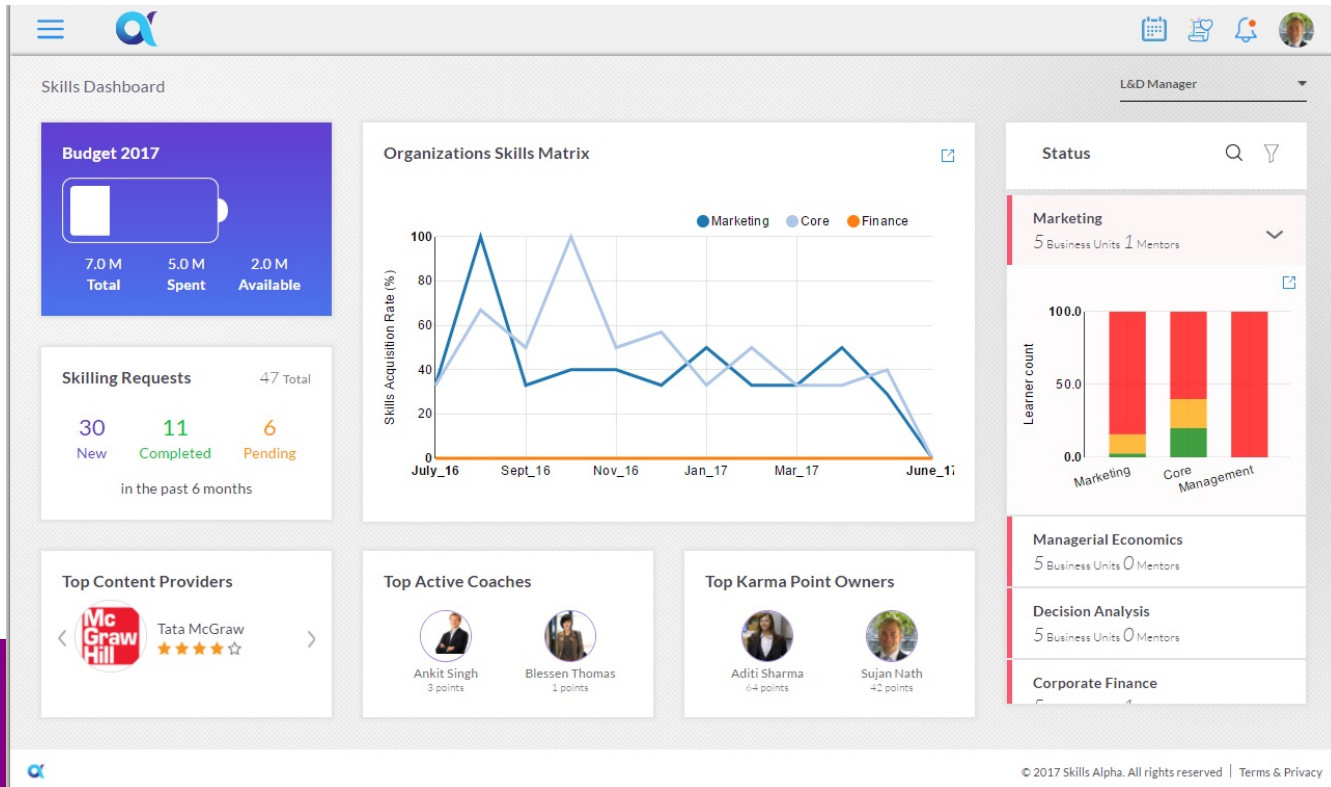 Skills Dashboard
L&D Manager
Budget 2017
7.0 M 5.0 M 2.0 M
Total Spent Available
Skilling Requests 47 Total
30 11 6
New Completed Pending
in the past 6 months
Organizations Skills Matrix
Marketing Core Finance
Skills Acquisition Rate (%)
100
80
60
40
20
0
July_16 Sept_16 Nov_16 Jan_17 Mar_17 June_17
Status
Marketing
5 Business Units 1 Mentors
Learner count
100.0
50.0
0.0
Marketing Core Management
Managerial Economics
5 Business Units 0 Mentors
Decision Analysis
5 Business Units 0 Mentors
Corporate Finance
Top Content Providers
Mc
Graw
Hill
Tata McGraw
Top Active Coaches
Ankit Singh Blessen Thomas
3 points 1 points
Top Karma Point Owners
Aditi Sharma Sujan Nath
64 points 42 points
© 2017 Skills Alpha. All rights reserved | Terms & Privacy